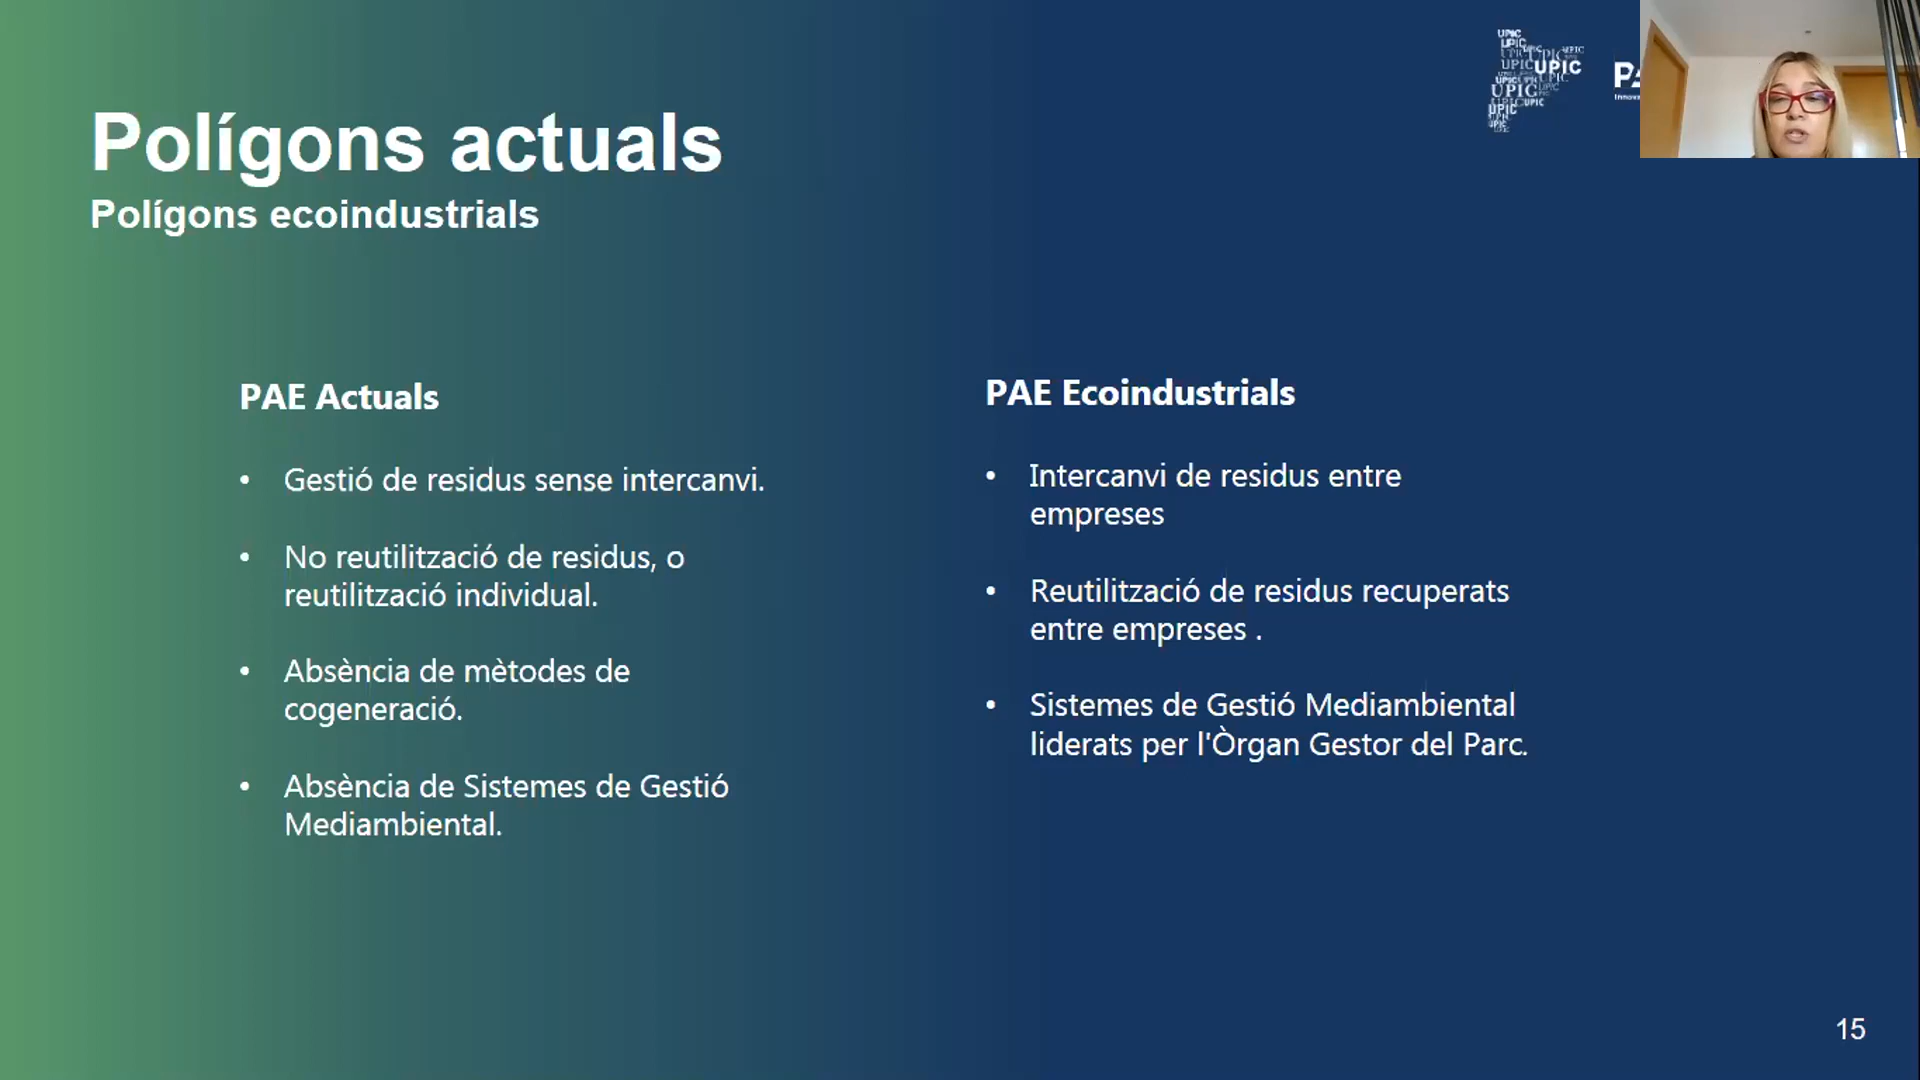 UPIC
Polígons actuals
Polígons ecoindustrials
PAE Actuals
• Gestió de residus sense intercanvi.
• No reutilització de residus, o
reutilització individual.
• Absència de mètodes de
cogeneració.
• Absència de Sistemes de Gestió
Mediambiental.
PAE Ecoindustrials
• Intercanvi de residus entre
empreses
• Reutilització de residus recuperats
entre empreses .
• Sistemes de Gestió Mediambiental
liderats per l'Òrgan Gestor del Parc.
15